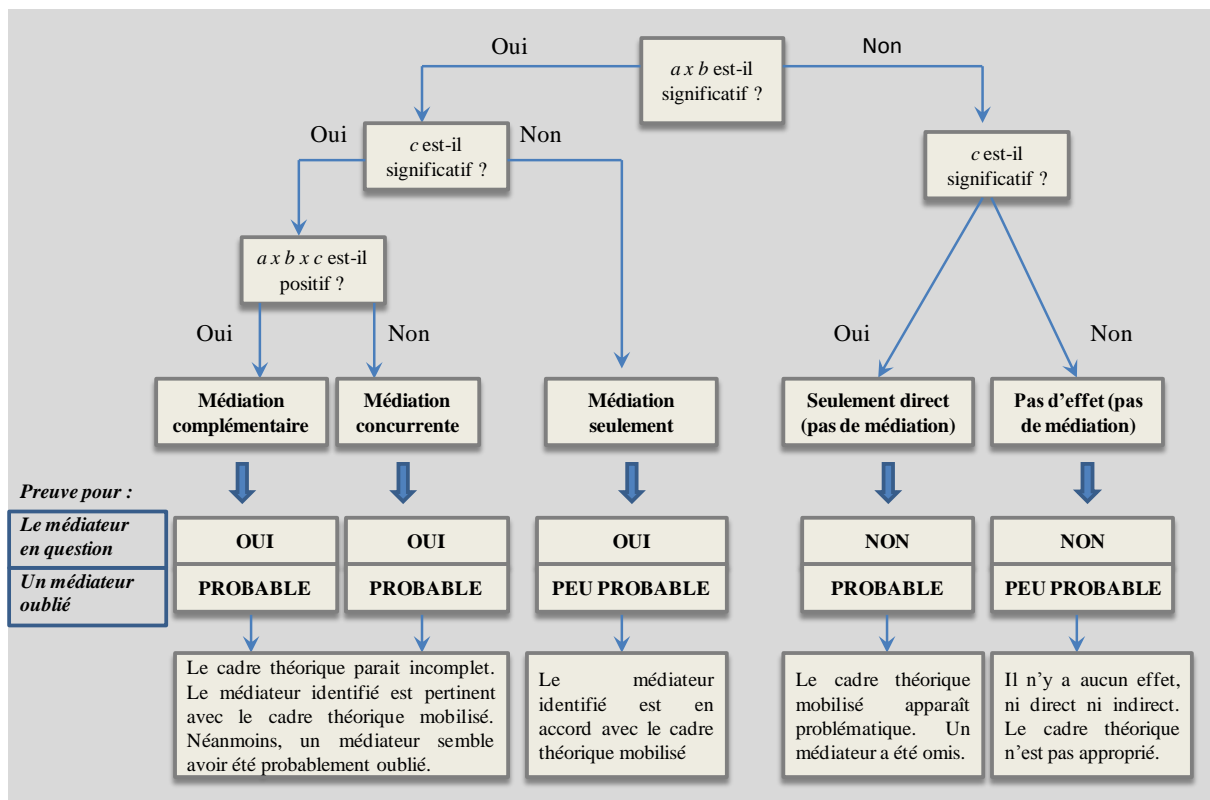 Oui
Non
a x b est-il
significatif ?
Oui
Non
c est-il
significatif ?
c est-il
significatif ?
a x b x c est-il
positif ?
Oui
Non
Oui
Non
Médiation
complémentaire
Médiation
concurrente
Médiation
seulement
Seulement direct
(pas de médiation)
Pas d'effet (pas
de médiation)
Preuve pour :
Le médiateur
en question
OUI
OUI
OUI
NON
NON
Un médiateur
oublié
PROBABLE
PROBABLE
PEU PROBABLE
PROBABLE
PEU PROBABLE
Le cadre théorique parait incomplet.
Le médiateur identifié est pertinent
avec le cadre théorique mobilisé.
Néanmoins, un médiateur semble
avoir été probablement oublié.
Le médiateur
identifié est en
accord avec le cadre
théorique mobilisé
Le cadre théorique
mobilisé apparaît
problématique. Un
médiateur a été omis.
Il n'y a aucun effet,
ni direct ni indirect.
Le cadre théorique
n'est pas approprié.